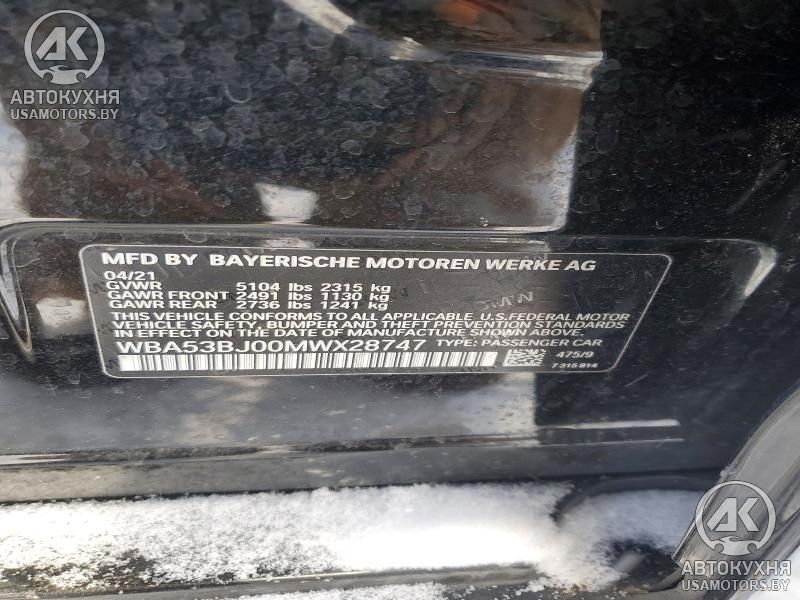 АК
АВТОКУХНЯ
USAMOTORS.BY
MFD BY BAYERISCHE MOTOREN WERKE AG
04/21
GVWR 5104 lbs 2315 kg
GAWR FRONT 2491 lbs 1130 kg
GAWR REAR 2736 lbs 1241 kg
THIS VEHICLE CONFORMS TO ALL APPLICABLE U.S.FEDERAL MOTOR
VEHICLE SAFETY, BUMPER AND THEFT PREVENTION STANDARDS
IN EFFECT ON THE DATE OF MANUFACTURE SHOWN ABOVE.
WBA53BJ00MWX28747 TYPE: PASSENGER CAR
475/9
7 315 814
АК
АВТОКУХНЯ
USAMOTORS.BY